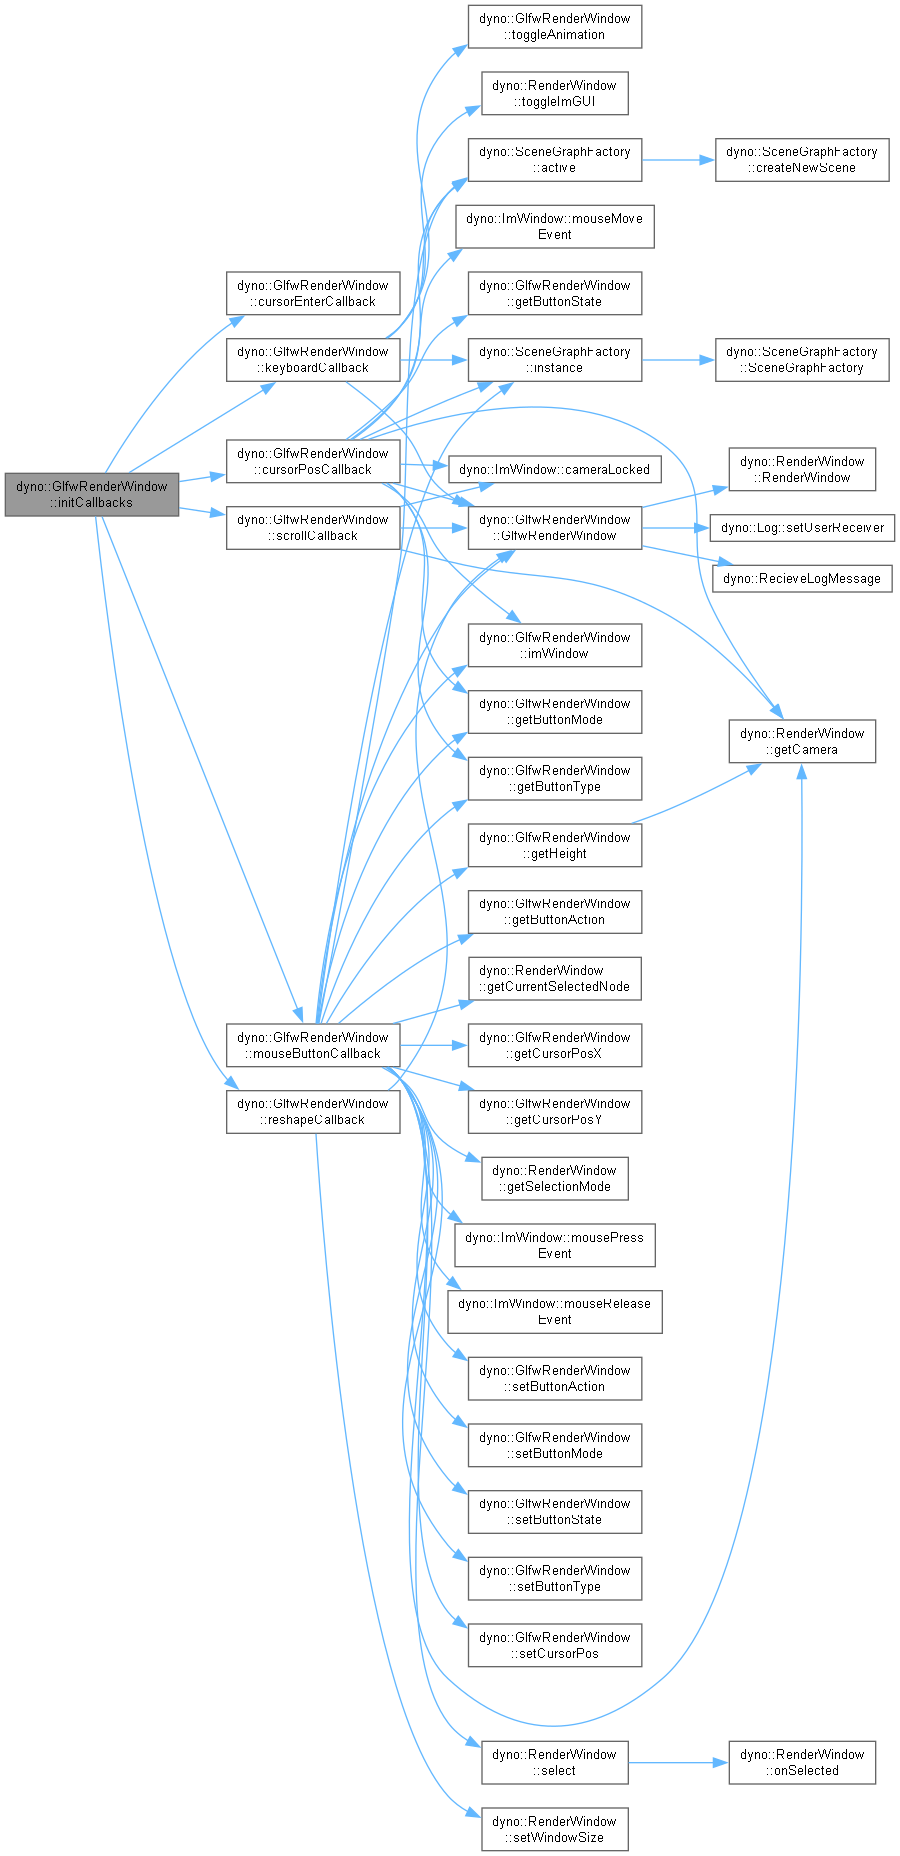 dyno::GlfwRenderWindow
::initCallbacks
dyno::GlfwRenderWindow
::cursorEnterCallback
dyno::GlfwRenderWindow
::keyboardCallback
dyno::GlfwRenderWindow
::cursorPosCallback
dyno::GlfwRenderWindow
::scrollCallback
dyno::GlfwRenderWindow
::mouseButtonCallback
dyno::GlfwRenderWindow
::reshapeCallback
dyno::GlfwRenderWindow
::toggleAnimation
dyno::RenderWindow
::toggleImGUI
dyno::SceneGraphFactory
::active
dyno::ImWindow::mouseMove
Event
dyno::GlfwRenderWindow
::getButtonState
dyno::SceneGraphFactory
::instance
dyno::ImWindow::cameraLocked
dyno::GlfwRenderWindow
::GlfwRenderWindow
dyno::GlfwRenderWindow
::imWindow
dyno::GlfwRenderWindow
::getButtonMode
dyno::GlfwRenderWindow
::getButtonType
dyno::GlfwRenderWindow
::getHeight
dyno::GlfwRenderWindow
::getButtonAction
dyno::RenderWindow
::getCurrentSelectedNode
dyno::GlfwRenderWindow
::getCursorPosX
dyno::GlfwRenderWindow
::getCursorPosY
dyno::RenderWindow
::getSelectionMode
dyno::ImWindow::mousePress
Event
dyno::ImWindow::mouseRelease
Event
dyno::GlfwRenderWindow
::setButtonAction
dyno::GlfwRenderWindow
::setButtonMode
dyno::GlfwRenderWindow
::setButtonState
dyno::GlfwRenderWindow
::setButtonType
dyno::GlfwRenderWindow
::setCursorPos
dyno::RenderWindow
::select
dyno::RenderWindow
::setWindowSize
dyno::SceneGraphFactory
::createNewScene
dyno::SceneGraphFactory
::SceneGraphFactory
dyno::RenderWindow
::RenderWindow
dyno::Log::setUserReceiver
dyno::RecieveLogMessage
dyno::RenderWindow
::getCamera
dyno::RenderWindow
::onSelected